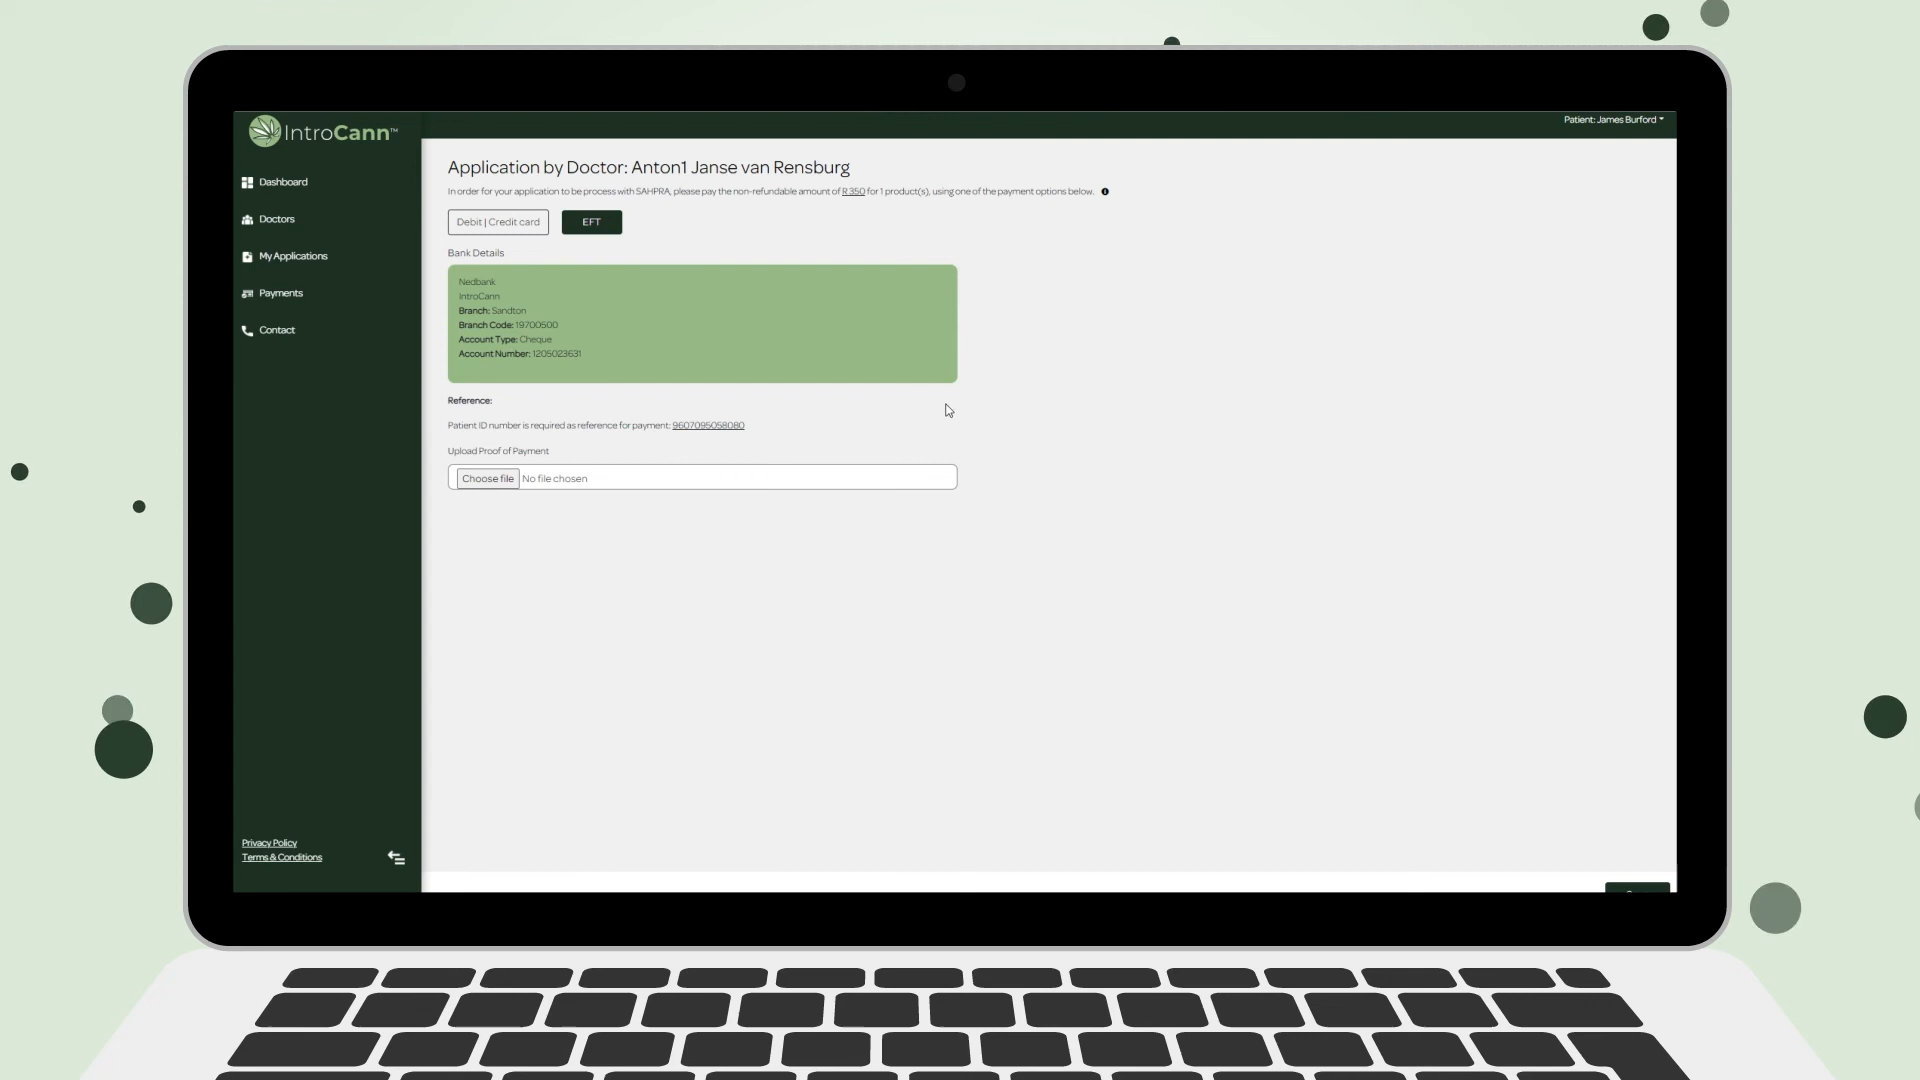 IntroCann™
Patient: James Burford
Dashboard
Doctors
My Applications
Payments
Contact
Privacy Policy
Terms & Conditions
Application by Doctor: Anton1 Janse van Rensburg
In order for your application to be process with SAHPRA, please pay the non-refundable amount of R 350 for 1 product(s), using one of the payment options below.
Debit | Credit card
EFT
Bank Details
Nedbank
IntroCann
Branch: Sandton
Branch Code: 19700500
Account Type: Cheque
Account Number: 1205023631
Reference:
Patient ID number is required as reference for payment: 9607095058080
Upload Proof of Payment
Choose file No file chosen